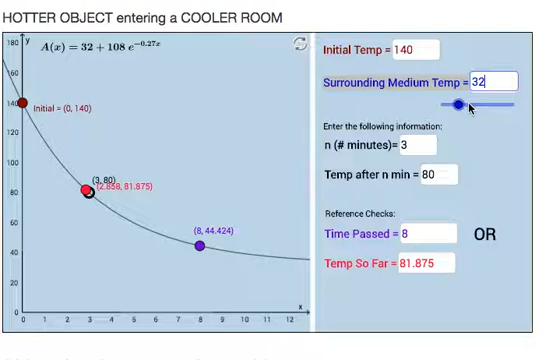 HOTTER OBJECT entering a COOLER ROOM
180 y A(x) = 32 + 108 e^{-0.27x}
140 Initial = (0, 140)
120
100
(3, 80)
80 (2.858, 81.875)
60
(8, 44.424)
40
20
x
0
0 1 2 3 4 5 6 7 8 9 10 11 12
Initial Temp = 140
Surrounding Medium Temp = 32
Enter the following information:
n (# minutes)= 3
Temp after n min = 80
Reference Checks:
Time Passed = 8 OR
Temp So Far = 81.875